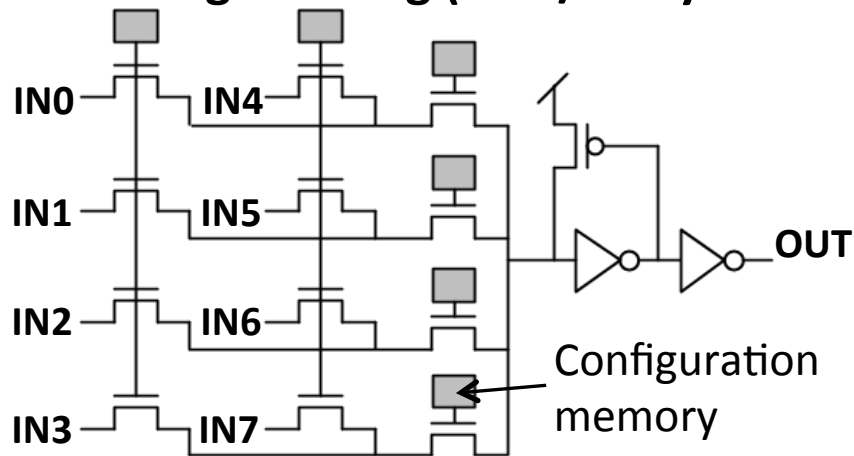 IN0 IN4
IN1 IN5
OUT
IN2 IN6
Configuration
memory
IN3 IN7